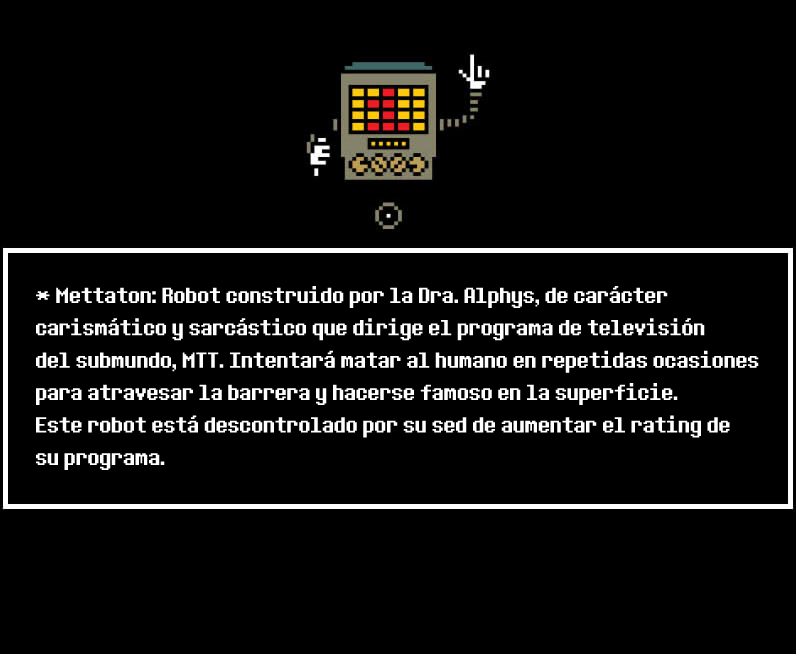 * Mettaton: Robot construido por la Dra. Alphys, de carácter
carismático y sarcástico que dirige el programa de televisión
del submundo, MTT. Intentará matar al humano en repetidas ocasiones
para atravesar la barrera y hacerse famoso en la superficie.
Este robot está descontrolado por su sed de aumentar el rating de
su programa.